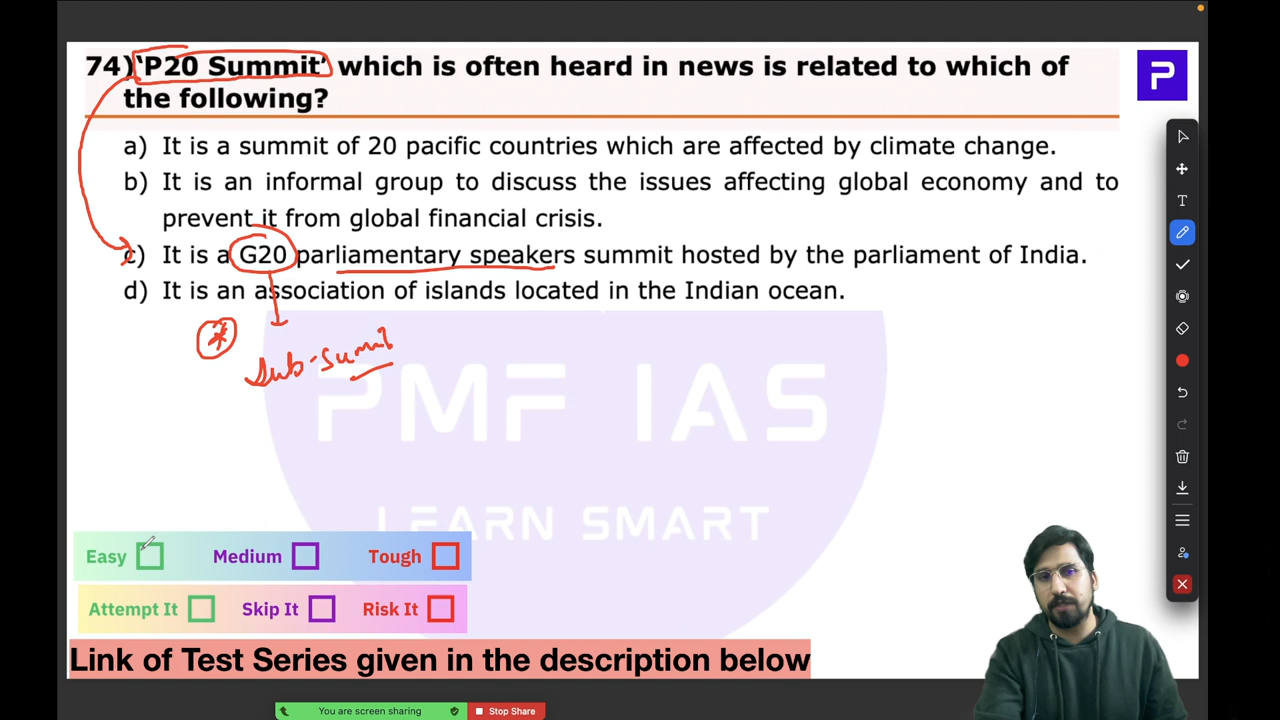 74) 'P20 Summit' which is often heard in news is related to which of
the following?
P
a) It is a summit of 20 pacific countries which are affected by climate change.
b) It is an informal group to discuss the issues affecting global economy and to
prevent it from global financial crisis.
c) It is a G20 parliamentary speakers summit hosted by the parliament of India.
d) It is an association of islands located in the Indian ocean.
Sub-Summit
PMF IAS
LEARN SMART
Easy Medium Tough
Attempt It Skip It Risk It
Link of Test Series given in the description below
T
You are screen sharing Stop Share